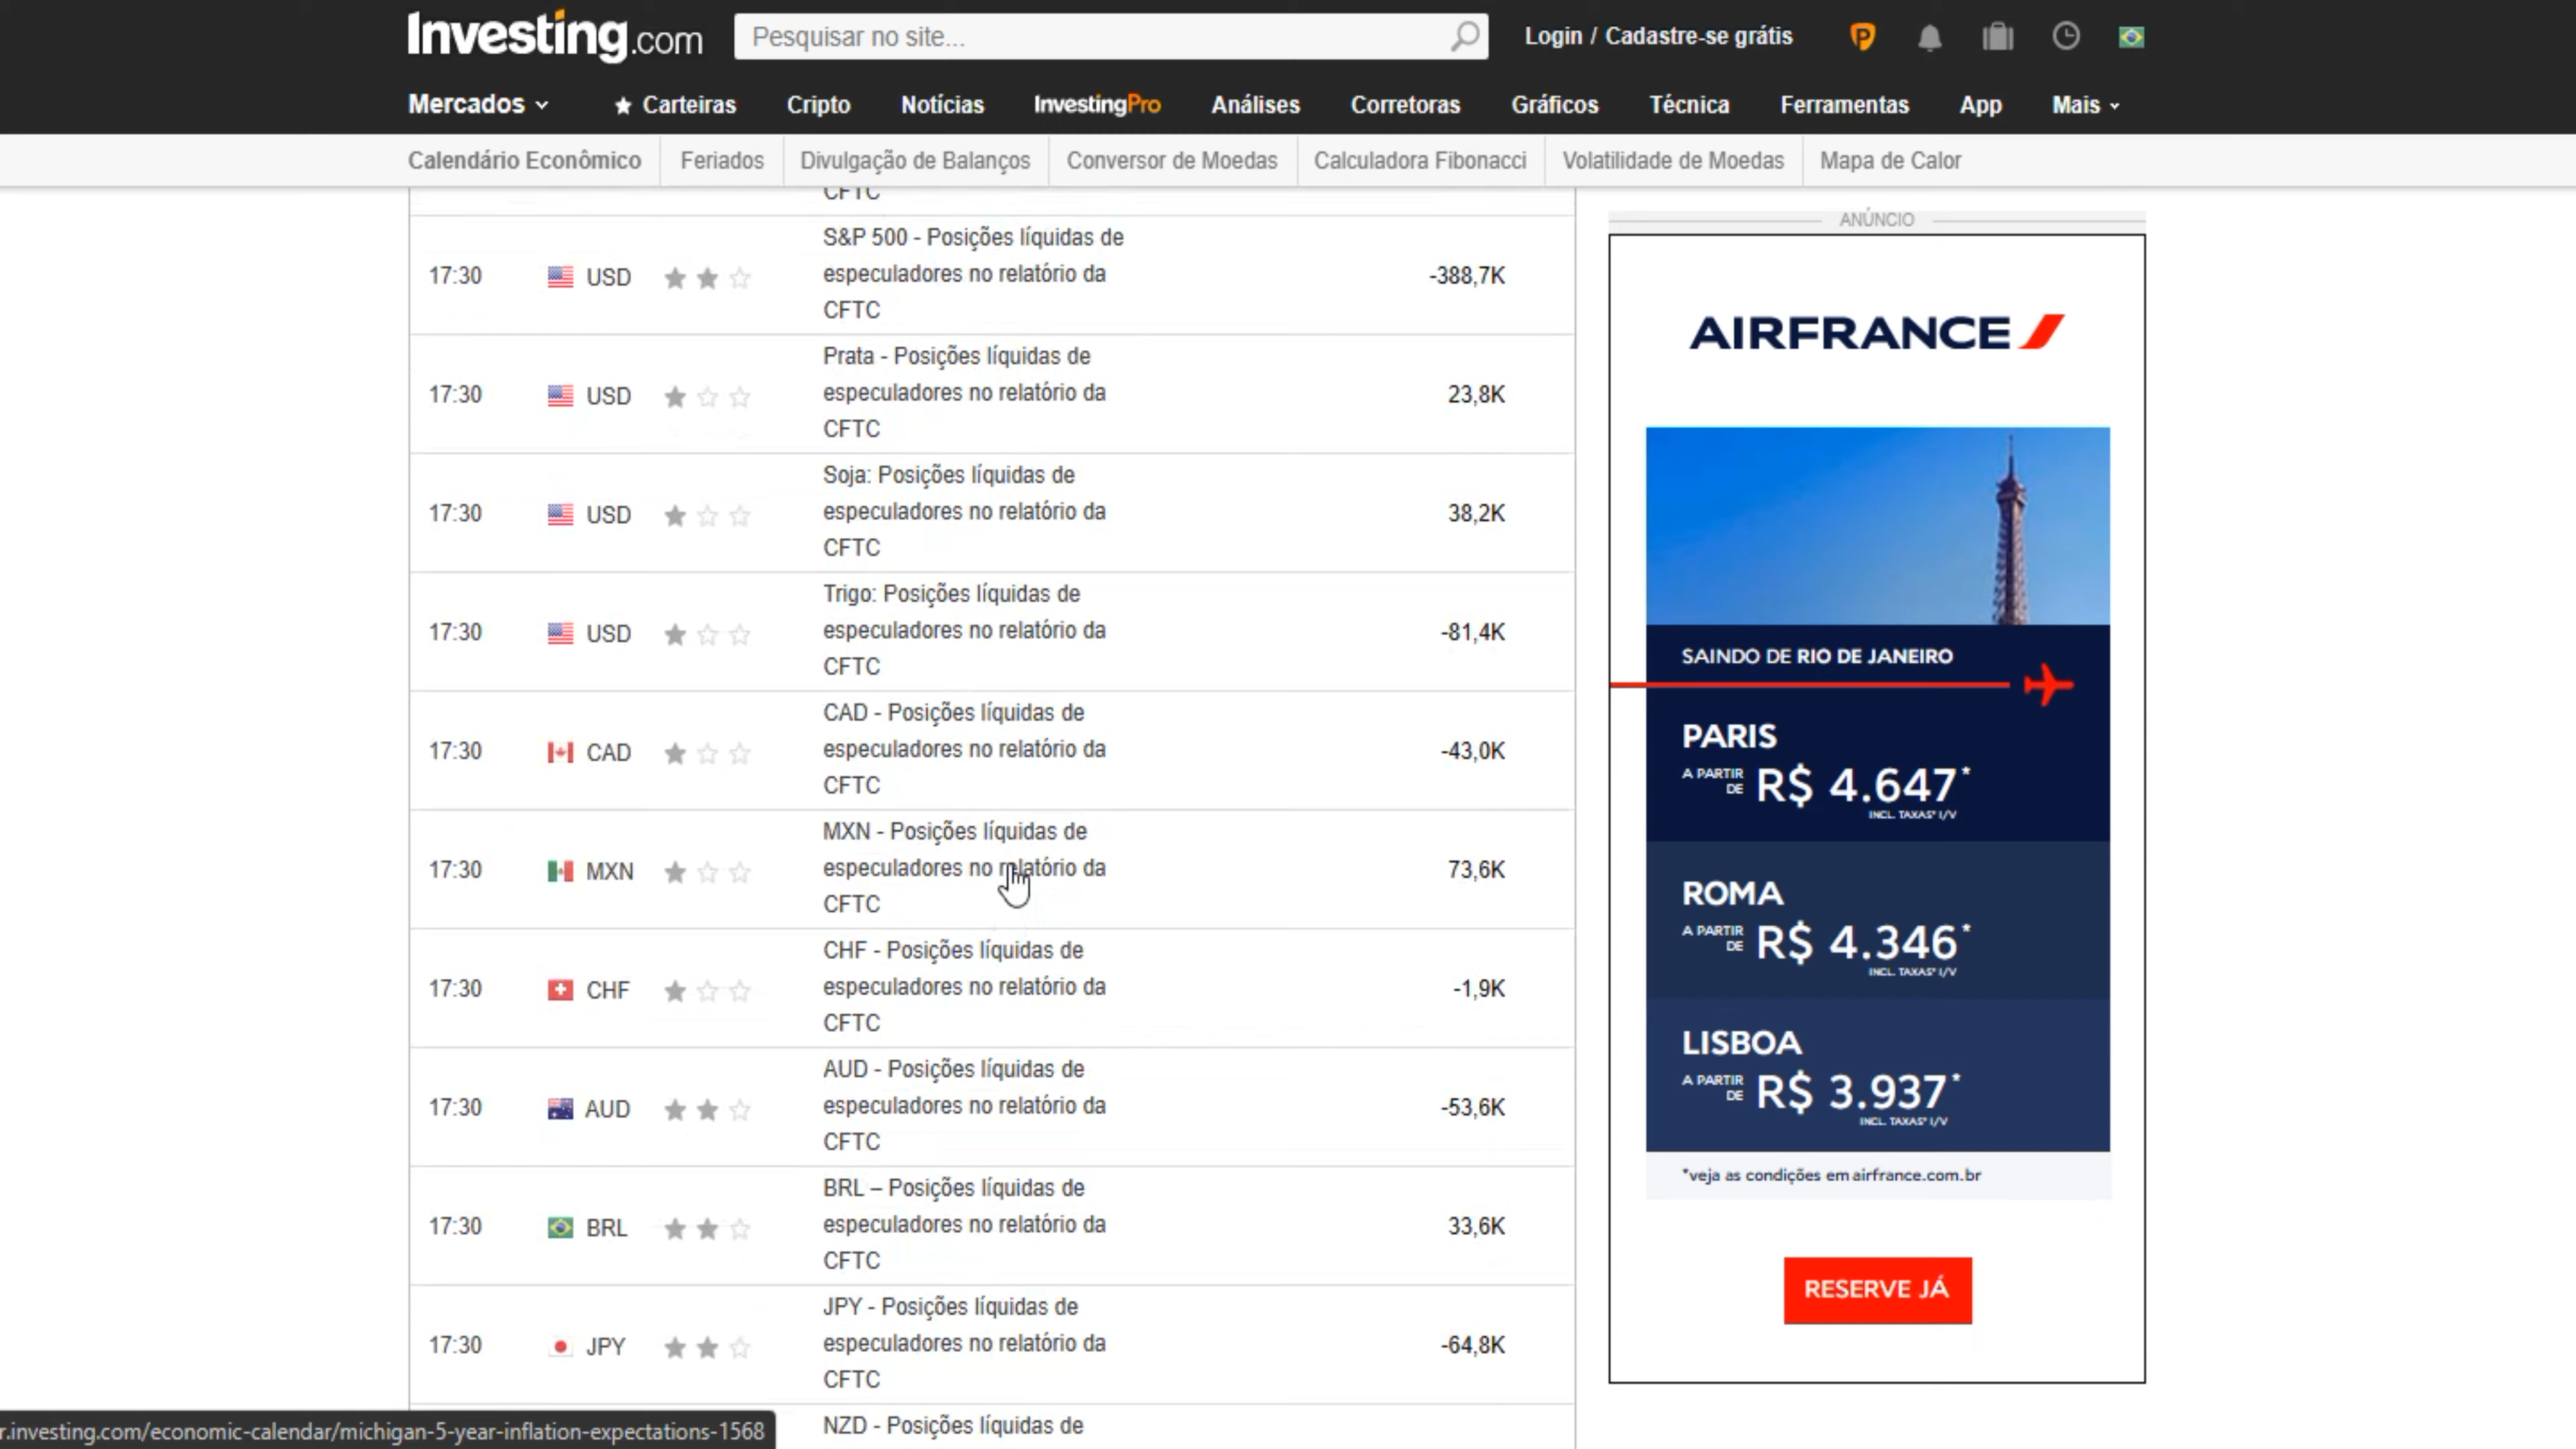 Investing.com
Pesquisar no site...
Login / Cadastre-se grátis
Mercados
Carteiras
Cripto
Notícias
InvestingPro
Análises
Corretoras
Gráficos
Técnica
Ferramentas
App
Mais
Calendário Econômico
Feriados
Divulgação de Balanços
Conversor de Moedas
Calculadora Fibonacci
Volatilidade de Moedas
Mapa de Calor
CFTC
17:30 USD S&P 500 - Posições líquidas de
especuladores no relatório da
CFTC
-388,7K
17:30 USD Prata - Posições líquidas de
especuladores no relatório da
CFTC
23,8K
17:30 USD Soja: Posições líquidas de
especuladores no relatório da
CFTC
38,2K
17:30 USD Trigo: Posições líquidas de
especuladores no relatório da
CFTC
-81,4K
17:30 CAD CAD - Posições líquidas de
especuladores no relatório da
CFTC
-43,0K
17:30 MXN MXN - Posições líquidas de
especuladores no relatório da
CFTC
73,6K
17:30 CHF CHF - Posições líquidas de
especuladores no relatório da
CFTC
-1,9K
17:30 AUD AUD - Posições líquidas de
especuladores no relatório da
CFTC
-53,6K
17:30 BRL BRL – Posições líquidas de
especuladores no relatório da
CFTC
33,6K
17:30 JPY JPY - Posições líquidas de
especuladores no relatório da
CFTC
-64,8K
NZD - Posições líquidas de
r.investing.com/economic-calendar/michigan-5-year-inflation-expectations-1568
ANÚNCIO
AIRFRANCE
SAINDO DE RIO DE JANEIRO
PARIS
A PARTIR DE R$ 4.647*
INCL. TAXAS* I/V
ROMA
A PARTIR DE R$ 4.346*
INCL. TAXAS* I/V
LISBOA
A PARTIR DE R$ 3.937*
INCL. TAXAS* I/V
*veja as condições em airfrance.com.br
RESERVE JÁ